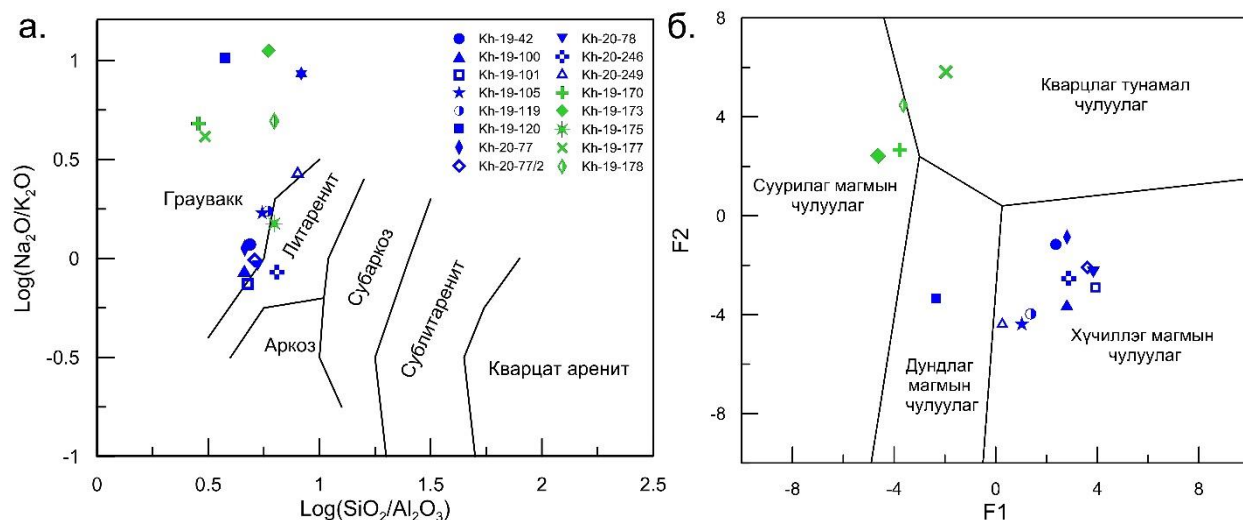 а.
Log(Na₂O/K₂O)
1
0.5
0
-0.5
-1
0
0.5
1
1.5
2
2.5
Log(SiO₂/Al₂O₃)
Kh-19-42
Kh-19-100
Kh-19-101
Kh-19-105
Kh-19-119
Kh-19-120
Kh-20-77
Kh-20-77/2
Kh-20-78
Kh-20-246
Kh-20-249
Kh-19-170
Kh-19-173
Kh-19-175
Kh-19-177
Kh-19-178
Граувакк
Литаренит
Субаркоз
Аркоз
Сублитаренит
Кварцат аренит
б.
F2
8
4
0
-4
-8
-8
-4
0
4
8
F1
Кварцлаг тунамал
чулуулаг
Суурилаг магмын
чулуулаг
Дундлаг
магмын
чулуулаг
Хүчиллэг магмын
чулуулаг